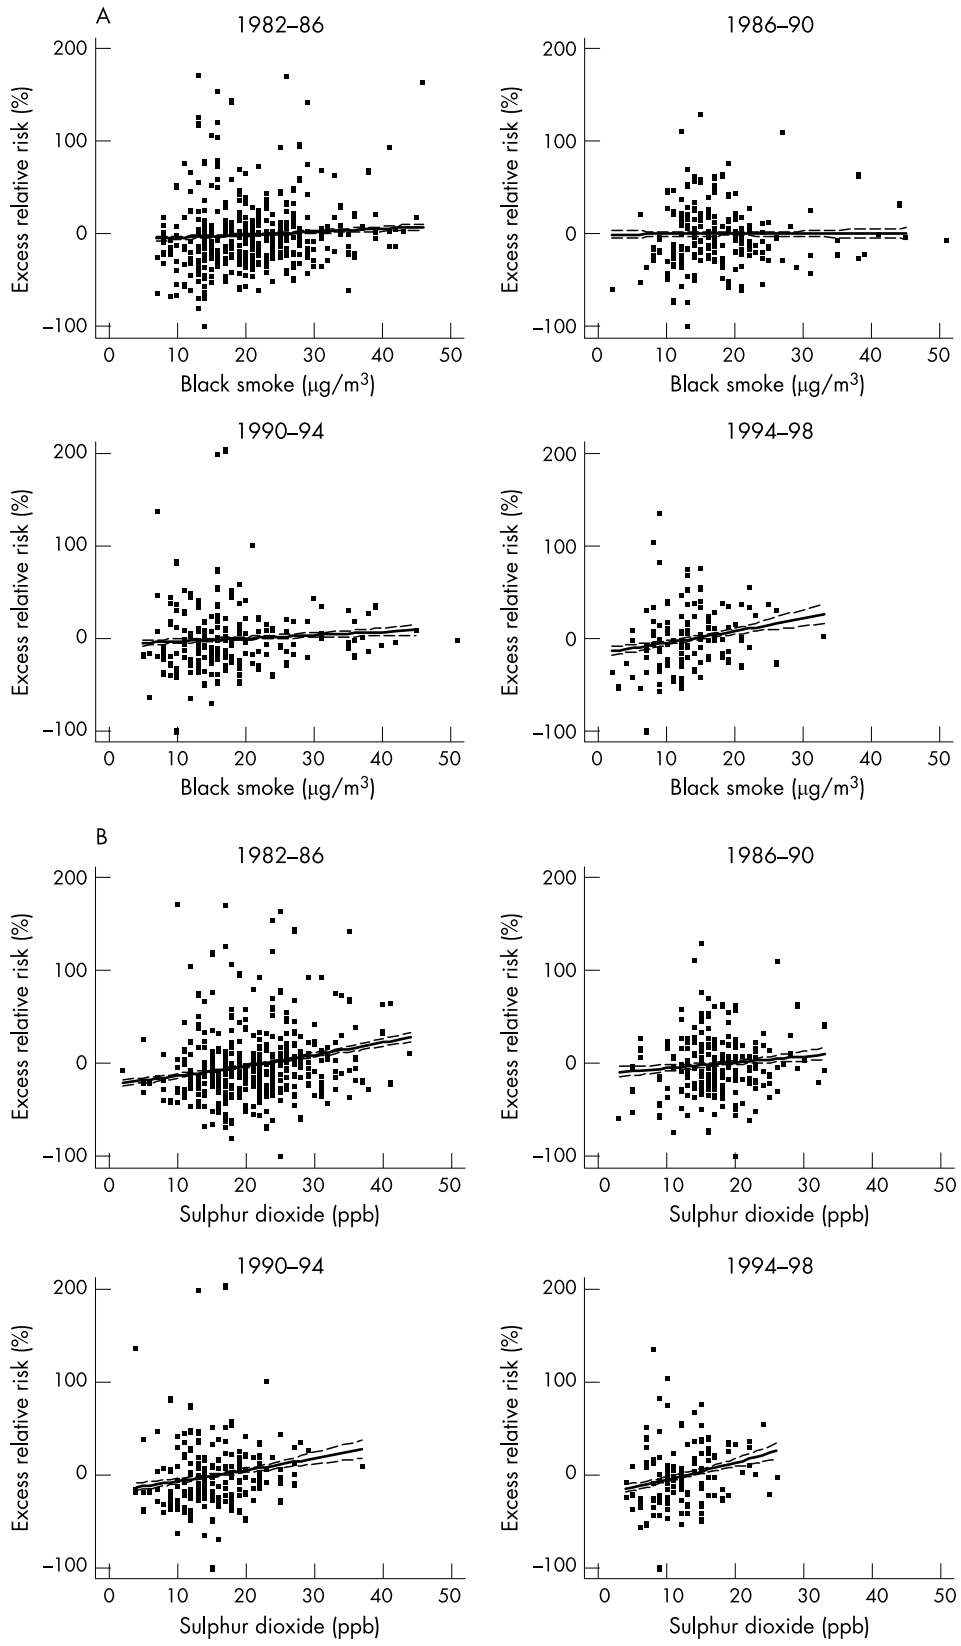 A
1982–86
1986–90
200
100
0
–100
Excess relative risk (%)
0 10 20 30 40 50
Black smoke (µg/m³)
200
100
0
–100
Excess relative risk (%)
0 10 20 30 40 50
Black smoke (µg/m³)
1990–94
1994–98
200
100
0
–100
Excess relative risk (%)
0 10 20 30 40 50
Black smoke (µg/m³)
200
100
0
–100
Excess relative risk (%)
0 10 20 30 40 50
Black smoke (µg/m³)
B
1982–86
1986–90
200
100
0
–100
Excess relative risk (%)
0 10 20 30 40 50
Sulphur dioxide (ppb)
200
100
0
–100
Excess relative risk (%)
0 10 20 30 40 50
Sulphur dioxide (ppb)
1990–94
1994–98
200
100
0
–100
Excess relative risk (%)
0 10 20 30 40 50
Sulphur dioxide (ppb)
200
100
0
–100
Excess relative risk (%)
0 10 20 30 40 50
Sulphur dioxide (ppb)